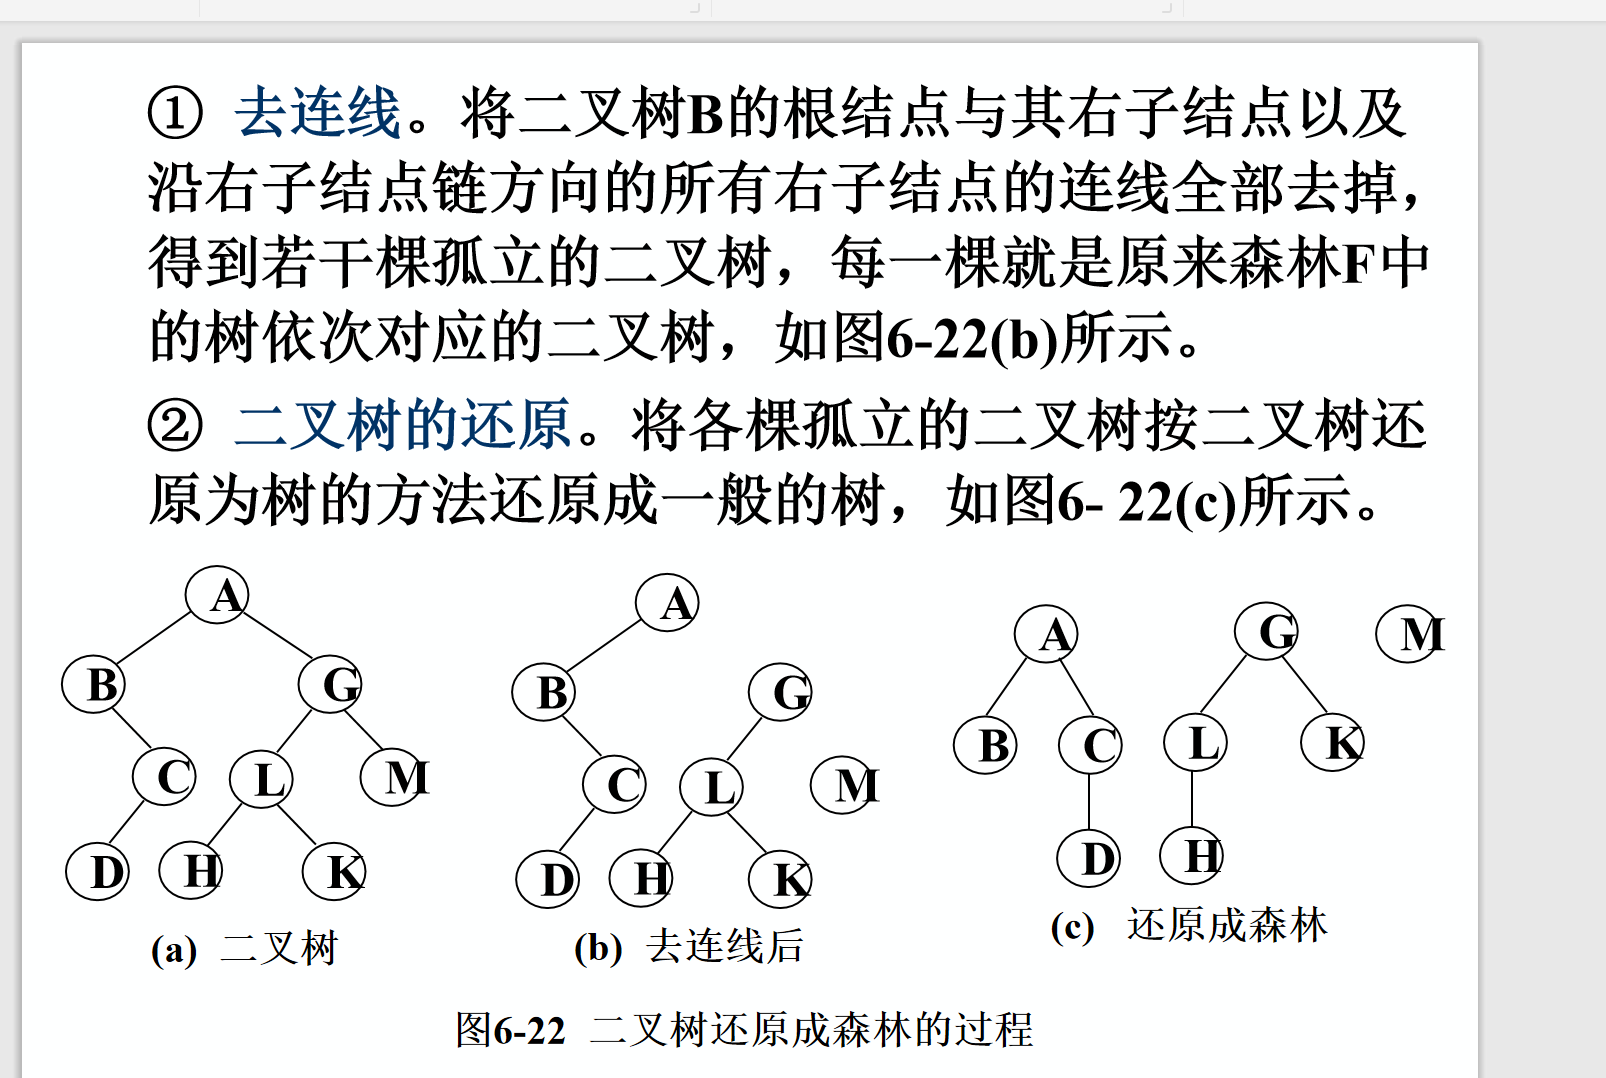 ① 去连线。将二叉树B的根结点与其右子结点以及
沿右子结点链方向的所有右子结点的连线全部去掉，
得到若干棵孤立的二叉树，每一棵就是原来森林F中
的树依次对应的二叉树，如图6-22(b)所示。
② 二叉树的还原。将各棵孤立的二叉树按二叉树还
原为树的方法还原成一般的树，如图6- 22(c)所示。
A
B G
C L M
D H K
(a) 二叉树
A
B G
C L M
D H K
(b) 去连线后
A G M
B C L K
D H
(c) 还原成森林
图6-22 二叉树还原成森林的过程